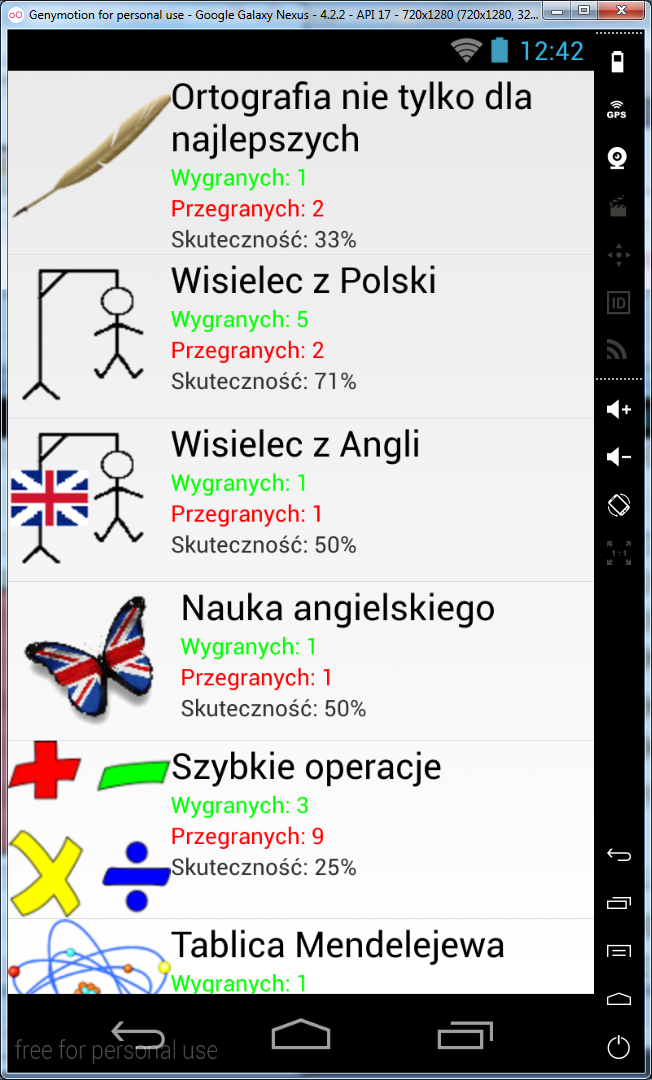 Genymotion for personal use - Google Galaxy Nexus - 4.2.2 - API 17 - 720x1280 (720x1280, 32...
12:42
GPS
Ortografia nie tylko dla
najlepszych
Wygranych: 1
Przegranych: 2
Skuteczność: 33%
Wisielec z Polski
Wygranych: 5
Przegranych: 2
Skuteczność: 71%
ID
Wisielec z Angli
Wygranych: 1
Przegranych: 1
Skuteczność: 50%
1:1
Nauka angielskiego
Wygranych: 1
Przegranych: 1
Skuteczność: 50%
Szybkie operacje
Wygranych: 3
Przegranych: 9
Skuteczność: 25%
Tablica Mendelejewa
Wygranych: 1
free for personal use